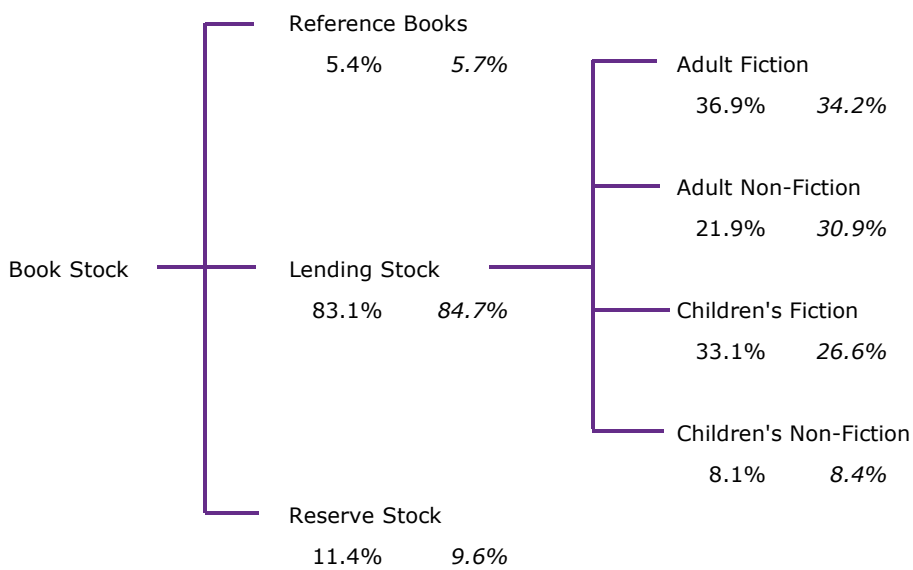 Reference Books
5.4% 5.7%
Adult Fiction
36.9% 34.2%
Adult Non-Fiction
21.9% 30.9%
Book Stock
Lending Stock
83.1% 84.7%
Children's Fiction
33.1% 26.6%
Children's Non-Fiction
8.1% 8.4%
Reserve Stock
11.4% 9.6%